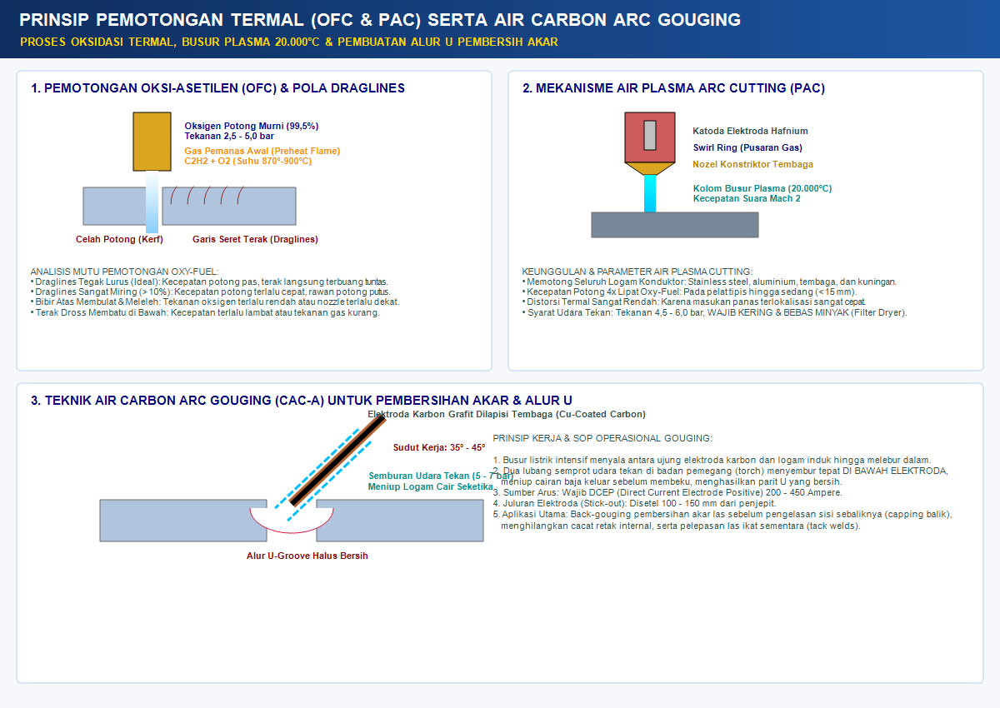 PRINSIP PEMOTONGAN TERMAL (OFC & PAC) SERTA AIR CARBON ARC GOUGING
PROSES OKSIDASI TERMAL, BUSUR PLASMA 20.000°C & PEMBUATAN ALUR U PEMBERSIH AKAR
1. PEMOTONGAN OKSI-ASETILEN (OFC) & POLA DRAGLINES
Oksigen Potong Murni (99,5%)
Tekanan 2,5 - 5,0 bar
Gas Pemanas Awal (Preheat Flame)
C2H2 + O2 (Suhu 870°-900°C)
Celah Potong (Kerf)
Garis Seret Terak (Draglines)
ANALISIS MUTU PEMOTONGAN OXY-FUEL:
• Draglines Tegak Lurus (Ideal): Kecepatan potong pas, terak langsung terbuang tuntas.
• Draglines Sangat Miring (> 10%): Kecepatan potong terlalu cepat, rawan potong putus.
• Bibir Atas Membulat & Meleleh: Tekanan oksigen terlalu rendah atau nozzle terlalu dekat.
• Terak Dross Membatu di Bawah: Kecepatan terlalu lambat atau tekanan gas kurang.
2. MEKANISME AIR PLASMA ARC CUTTING (PAC)
Katoda Elektroda Hafnium
Swirl Ring (Pusaran Gas)
Nozel Konstriktor Tembaga
Kolom Busur Plasma (20.000°C)
Kecepatan Suara Mach 2
KEUNGGULAN & PARAMETER AIR PLASMA CUTTING:
• Memotong Seluruh Logam Konduktor: Stainless steel, aluminium, tembaga, dan kuningan.
• Kecepatan Potong 4x Lipat Oxy-Fuel: Pada pelat tipis hingga sedang (< 15 mm).
• Distorsi Termal Sangat Rendah: Karena masukan panas terlokalisasi sangat cepat.
• Syarat Udara Tekan: Tekanan 4,5 - 6,0 bar, WAJIB KERING & BEBAS MINYAK (Filter Dryer).
3. TEKNIK AIR CARBON ARC GOUGING (CAC-A) UNTUK PEMBERSIHAN AKAR & ALUR U
Elektroda Karbon Grafit Dilapisi Tembaga (Cu-Coated Carbon)
Sudut Kerja: 35° - 45°
Semburan Udara Tekan (5 - 7 bar)
Meniup Logam Cair Seketika
Alur U-Groove Halus Bersih
PRINSIP KERJA & SOP OPERASIONAL GOUGING:
1. Busur listrik intensif menyala antara ujung elektroda karbon dan logam induk hingga melebur dalam.
2. Dua lubang semprot udara tekan di badan pemegang (torch) menyembur tepat DI BAWAH ELEKTRODA,
meniup cairan baja keluar sebelum membeku, menghasilkan parit U yang bersih.
3. Sumber Arus: Wajib DCEP (Direct Current Electrode Positive) 200 - 450 Ampere.
4. Juluran Elektroda (Stick-out): Disetel 100 - 150 mm dari penjepit.
5. Aplikasi Utama: Back-gouging pembersihan akar las sebelum pengelasan sisi sebaliknya (capping balik),
menghilangkan cacat retak internal, serta pelepasan las ikat sementara (tack welds).